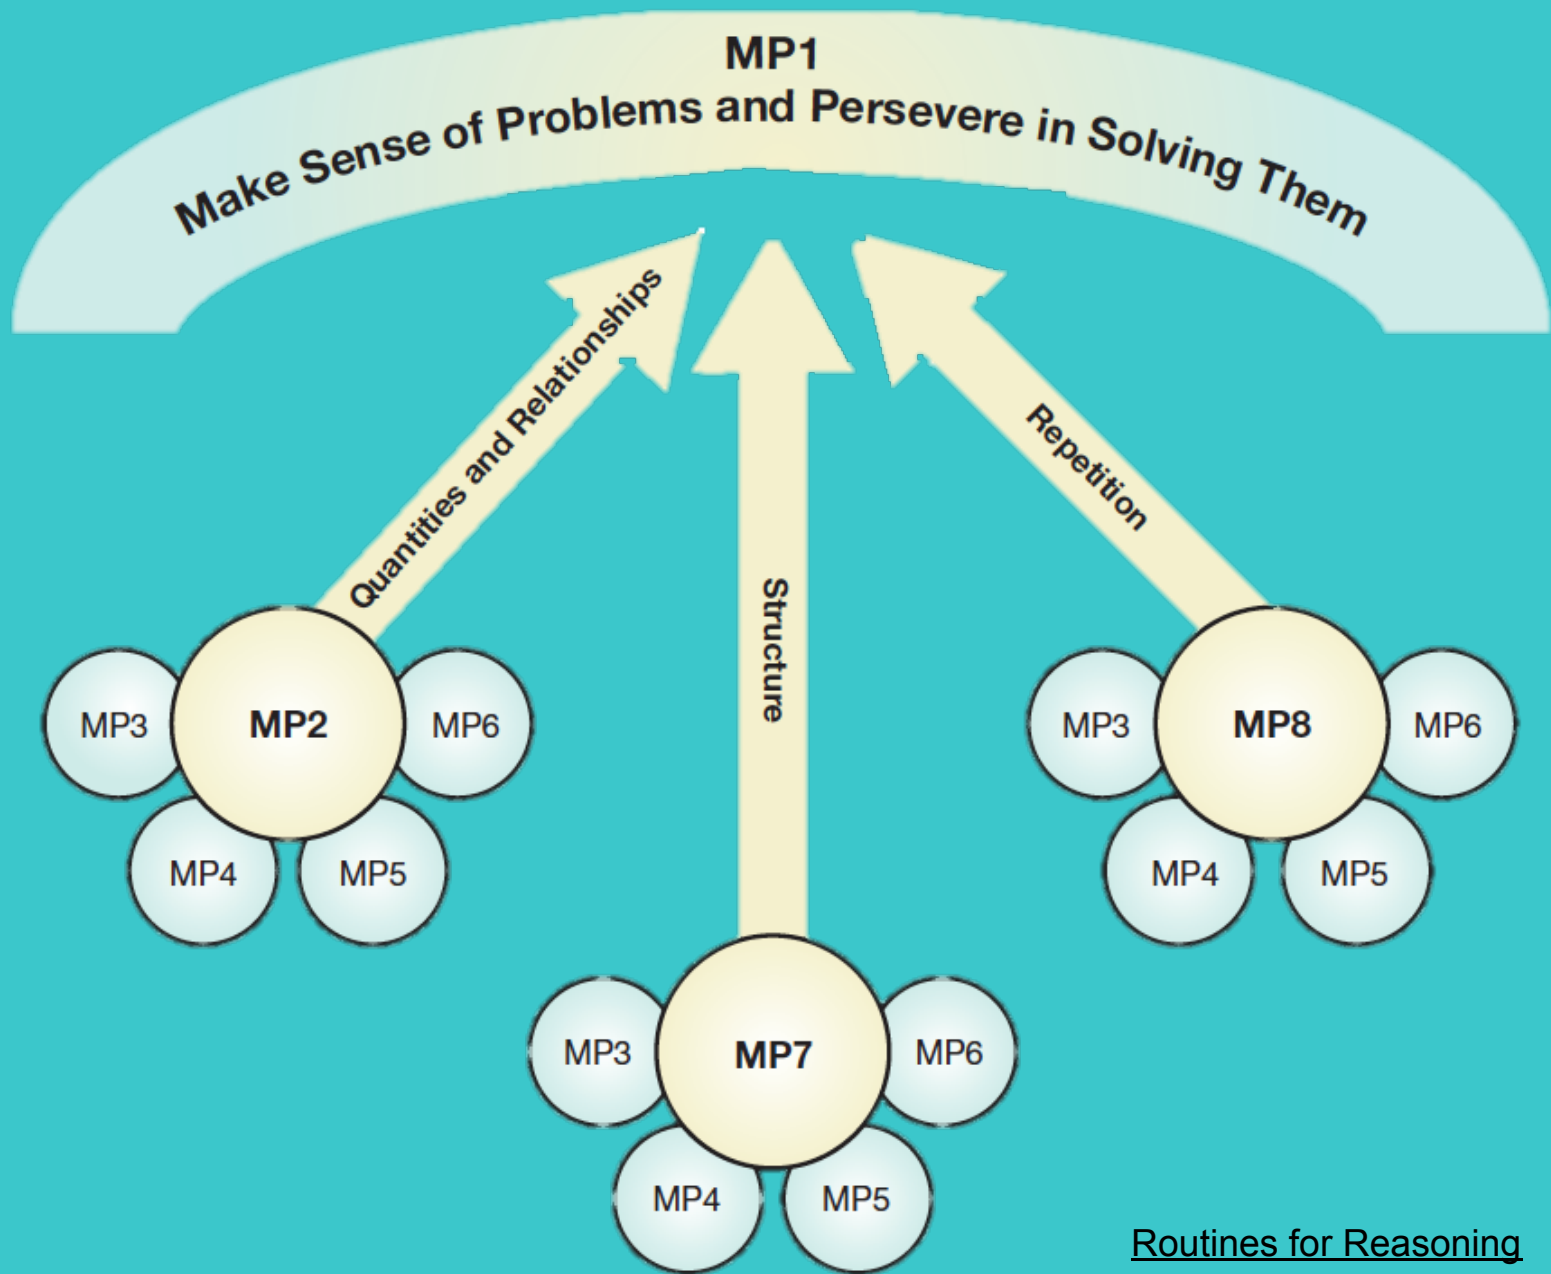 MP1
Make Sense of Problems and Persevere in Solving Them
Quantities and Relationships
Structure
Repetition
MP3
MP2
MP6
MP4
MP5
MP3
MP7
MP6
MP4
MP5
MP3
MP8
MP6
MP4
MP5
Routines for Reasoning